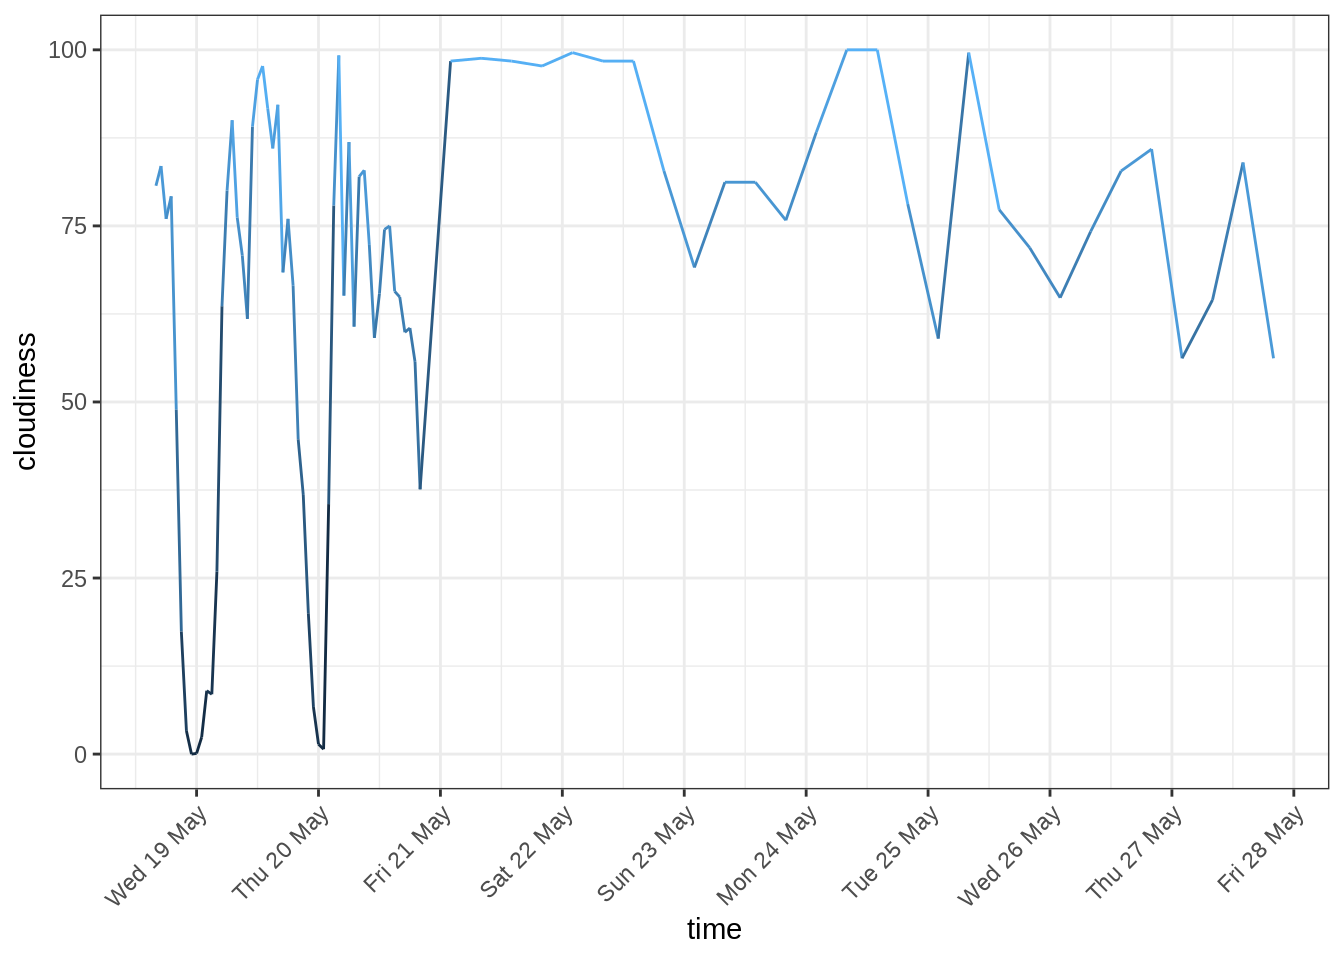 100
75
50
25
0
cloudiness
Wed 19 May
Thu 20 May
Fri 21 May
Sat 22 May
Sun 23 May
Mon 24 May
Tue 25 May
Wed 26 May
Thu 27 May
Fri 28 May
time